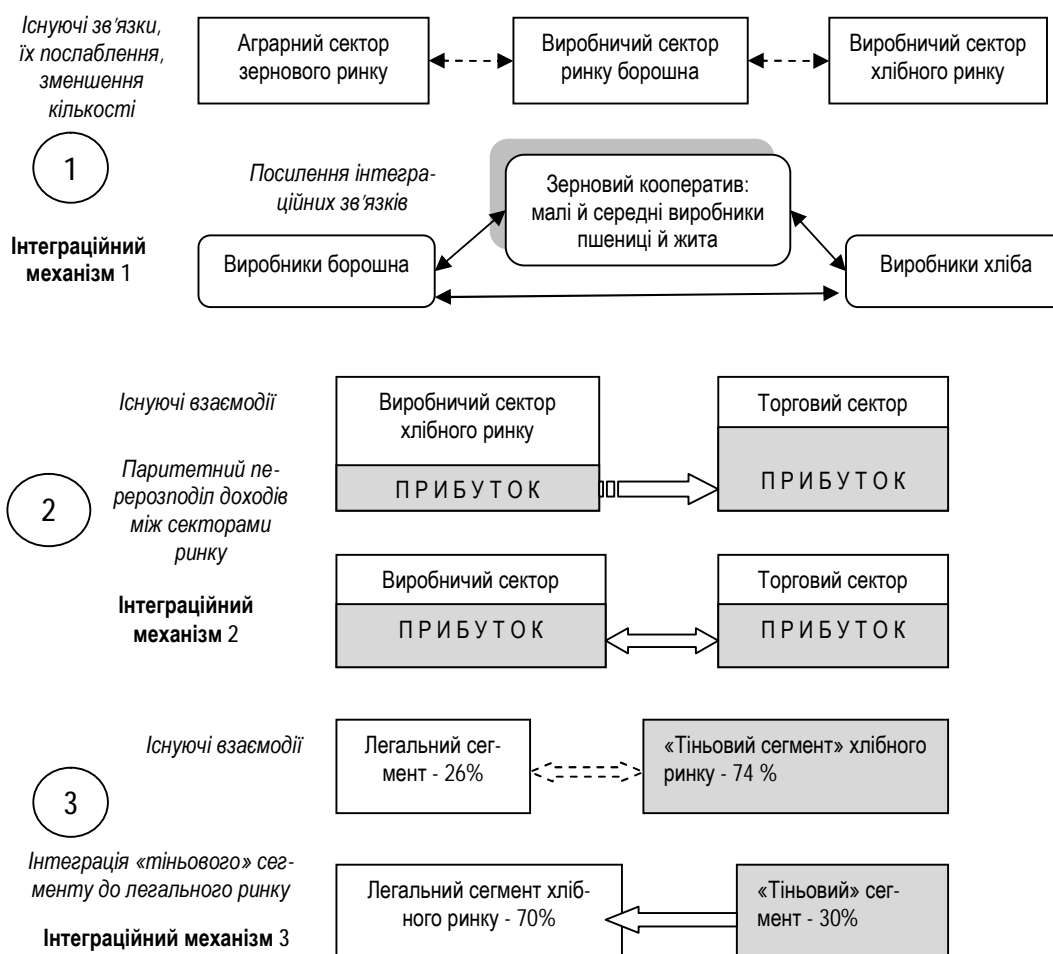 Існуючі зв’язки,
їх послаблення,
зменшення
кількості
Аграрний сектор
зернового ринку
Виробничий сектор
ринку борошна
Виробничий сектор
хлібного ринку
1
Посилення інтегра-
ційних зв’язків
Зерновий кооператив:
малі й середні виробники
пшениці й жита
Інтеграційний
механізм 1
Виробники борошна
Виробники хліба
Існуючі взаємодії
Виробничий сектор
хлібного ринку
ПРИБУТОК
Торговий сектор
ПРИБУТОК
2
Паритетний пе-
рерозподіл доходів
між секторами
ринку
Інтеграційний
механізм 2
Виробничий сектор
ПРИБУТОК
Торговий сектор
ПРИБУТОК
Існуючі взаємодії
Легальний сег-
мент - 26%
«Тіньовий сегмент» хлібного
ринку - 74 %
3
Інтеграція «тіньового» сег-
менту до легального ринку
Інтеграційний механізм 3
Легальний сегмент хліб-
ного ринку - 70%
«Тіньовий» сег-
мент - 30%